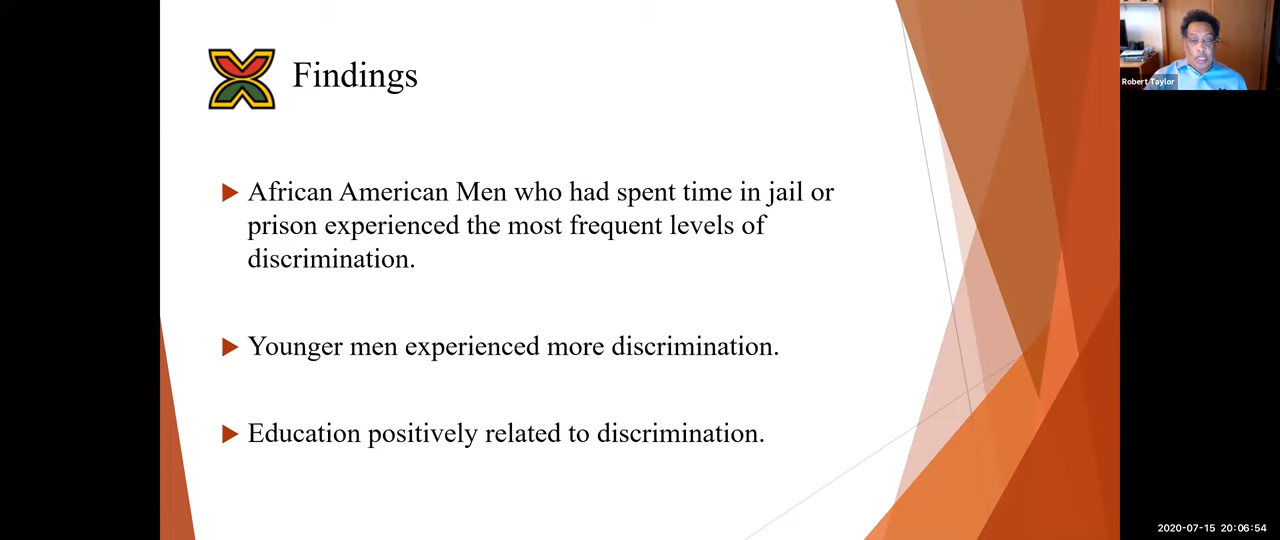 Findings
African American Men who had spent time in jail or
prison experienced the most frequent levels of
discrimination.
Younger men experienced more discrimination.
Education positively related to discrimination.
Robert Taylor
2020-07-15 20:06:54